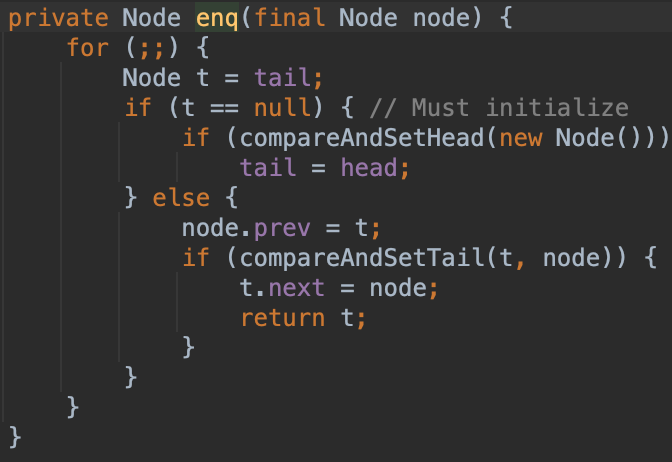 private Node enq(final Node node) {
    for (;;) {
        Node t = tail;
        if (t == null) { // Must initialize
            if (compareAndSetHead(new Node()))
                tail = head;
        } else {
            node.prev = t;
            if (compareAndSetTail(t, node)) {
                t.next = node;
                return t;
            }
        }
    }
}